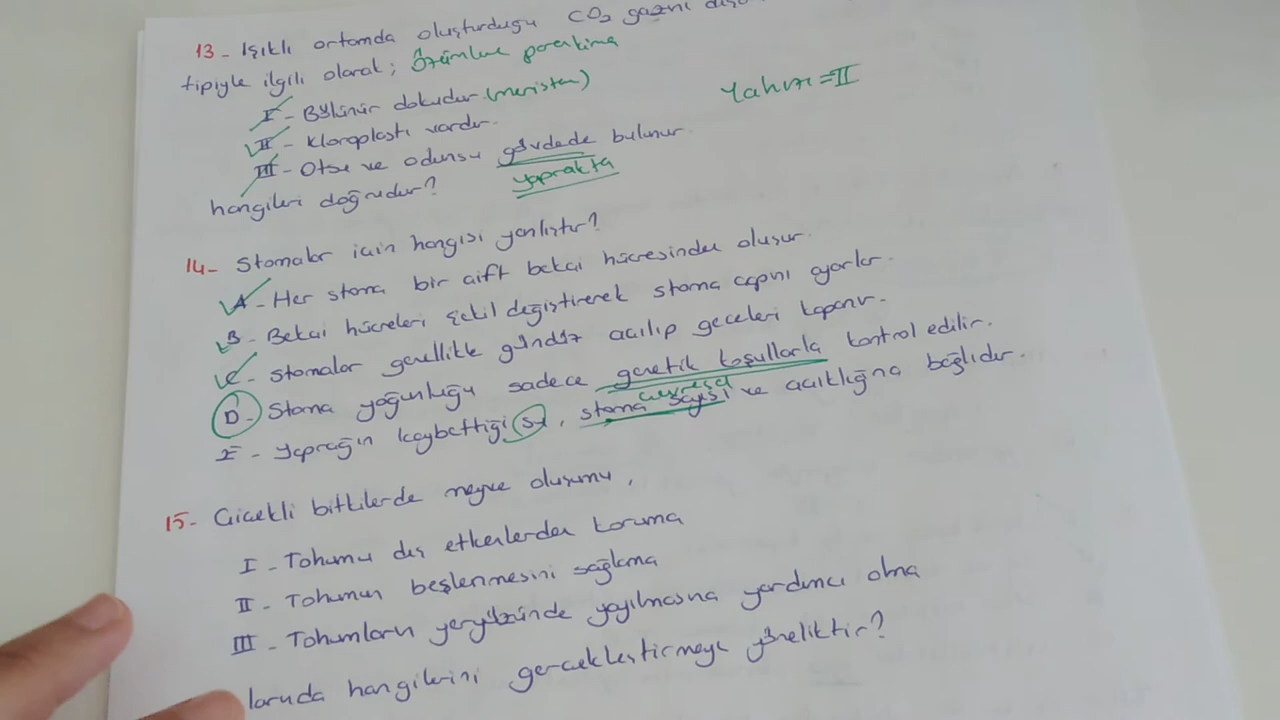 13- Işıklı ortamda oluşturduğu CO₂ gazını
tipiyle ilgili olarak; Özümleme parankima
I- Bölünür dokudur (meristem)
II- Kloroplastı vardır.
Yalnız=II
III- Otsu ve odunsu gövdede bulunur
yaprakta
hangileri doğrudur?
14- Stomalar için hangisi yanlıştır?
A- Her stoma bir çift bekçi hücresinden oluşur.
B- Bekçi hücreleri şekil değiştirerek stoma çapını ayarlar.
C- Stomalar genellikle gündüz açılıp geceleri kapanır.
D- Stoma yoğunluğu sadece genetik koşullarla kontrol edilir.
çevresel
E- Yaprağın kaybettiği su, stoma sayısı ve açıklığına bağlıdır.
15- Çiçekli bitkilerde meyve oluşumu,
I- Tohumu dış etkenlerden koruma
II- Tohumun beslenmesini sağlama
III- Tohumların yeryüzünde yayılmasına yardımcı olma
larında hangilerini gerçekleştirmeye yöneliktir?